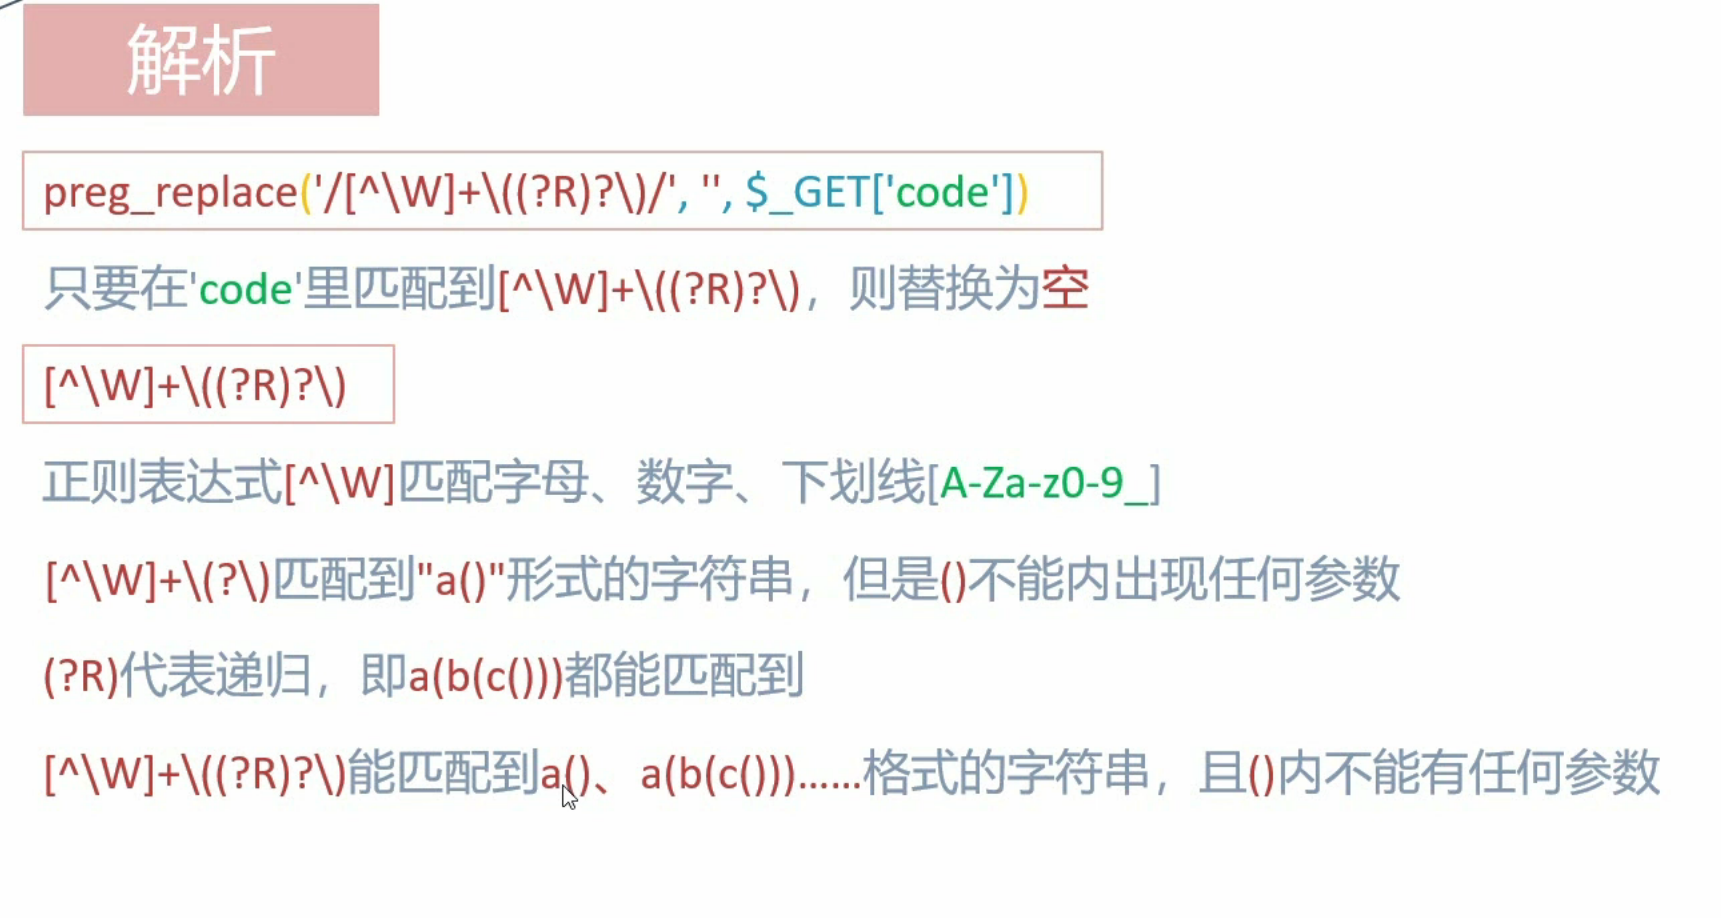 解析
preg_replace('/[^\W]+\((?R)?\)/', '', $_GET['code'])
只要在'code'里匹配到[^\W]+\((?R)?\)，则替换为空
[^\W]+\((?R)?\)
正则表达式[^\W]匹配字母、数字、下划线[A-Za-z0-9_]
[^\W]+\(?\)匹配到"a()"形式的字符串，但是()不能内出现任何参数
(?R)代表递归，即a(b(c()))都能匹配到
[^\W]+\((?R)?\)能匹配到a()、a(b(c()))……格式的字符串，且()内不能有任何参数